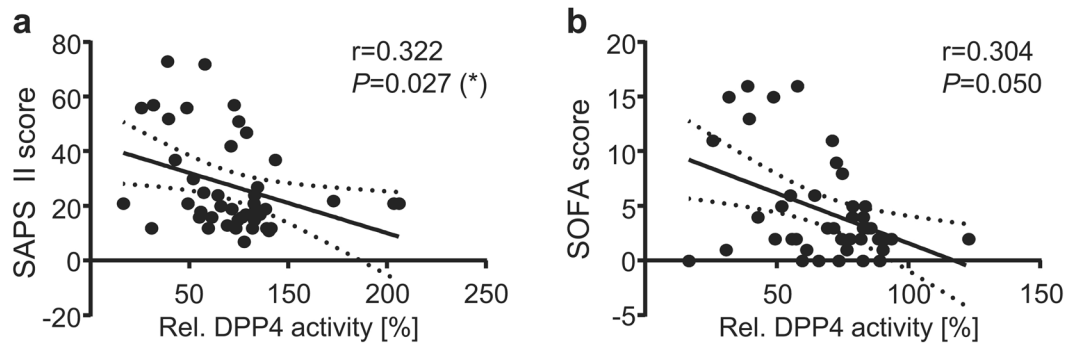 a
80
60
40
20
0
-20
SAPS II score
r=0.322
P=0.027 (*)
50
150
200
250
Rel. DPP4 activity [%]
b
20
15
10
5
0
-5
SOFA score
r=0.304
P=0.050
50
100
150
Rel. DPP4 activity [%]